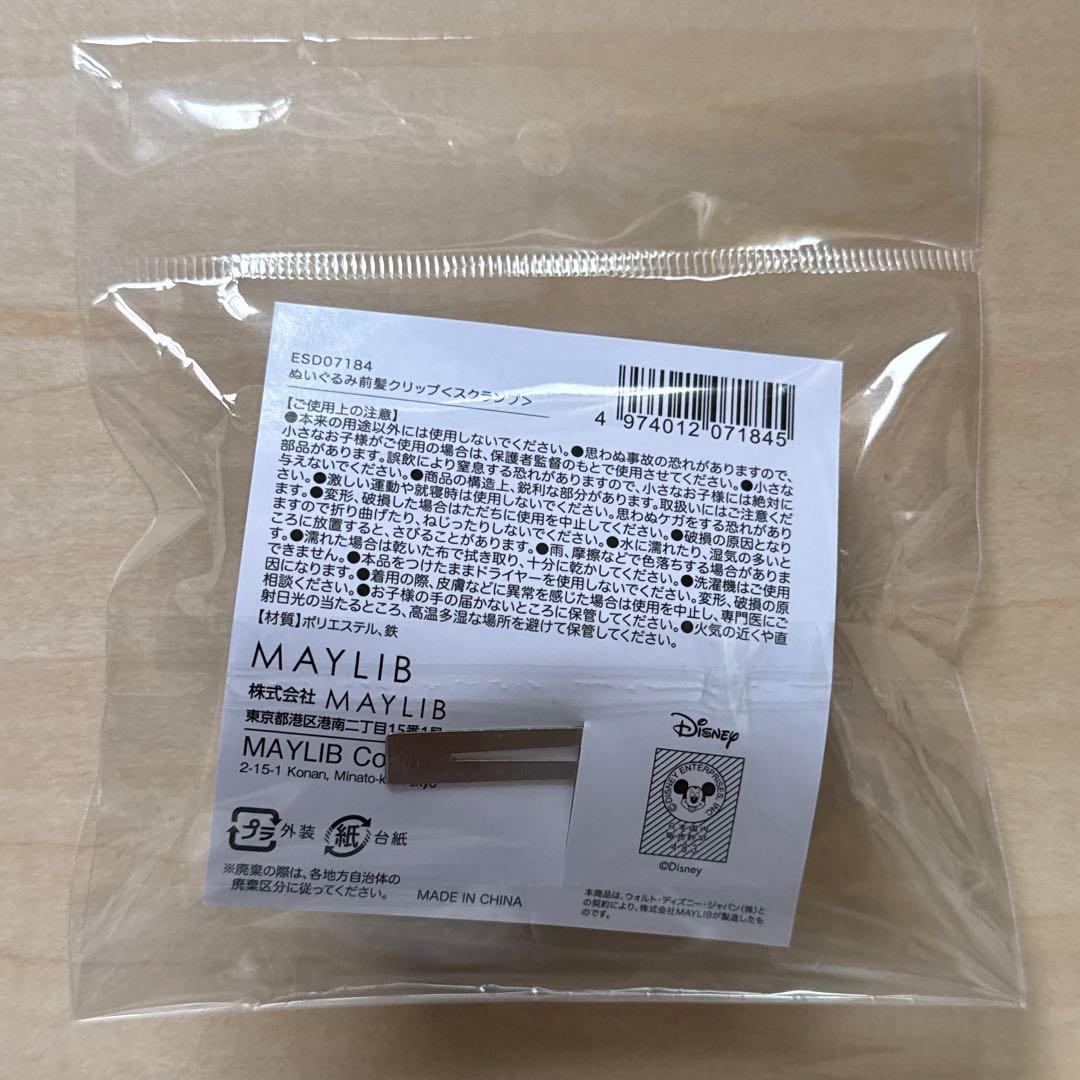 ESD07184
ぬいぐるみ前髪クリップ<スクランプ>
4 974012 071845
【ご使用上の注意】
●本来の用途以外には使用しないでください。●思わぬ事故の恐れがありますので、
小さなお子様がご使用の場合は、保護者監督のもとで使用させてください。●小さな
部品があります。誤飲により窒息する恐れがありますので、小さなお子様には絶対に
与えないでください。●商品の構造上、鋭利な部分があります。取扱いにはご注意くだ
さい。●激しい運動や就寝時は使用しないでください。思わぬケガをする恐れがあり
ます。●変形、破損した場合はただちに使用を中止してください。●破損の原因となり
ますので折り曲げたり、ねじったりしないでください。●水に濡れたり、湿気の多いと
ころに放置すると、さびることがあります。●雨、摩擦などで色落ちする場合がありま
す。●濡れた場合は乾いた布で拭き取り、十分に乾かしてください。●洗濯機はご使用
できません。●本品をつけたままドライヤーを使用しないでください。変形、破損の原
因になります。●着用の際、皮膚などに異常を感じた場合は使用を中止し、専門医にご
相談ください。●お子様の手の届かないところに保管してください。●火気の近くや直
射日光の当たるところ、高温多湿な場所を避けて保管してください。
【材質】ポリエステル、鉄
MAYLIB
株式会社 MAYLIB
東京都港区港南二丁目15番1号
MAYLIB Co
2-15-1 Konan, Minato-k
プラ 外装 紙 台紙
※廃棄の際は、各地方自治体の
廃棄区分に従ってください。
MADE IN CHINA
Disney
©DISNEY ENTERPRISES, INC
日本国内
販売許可
483
©Disney
本商品は、ウォルト・ディズニー・ジャパン(株)と
の契約により、株式会社MAYLIBが製造したも
のです。